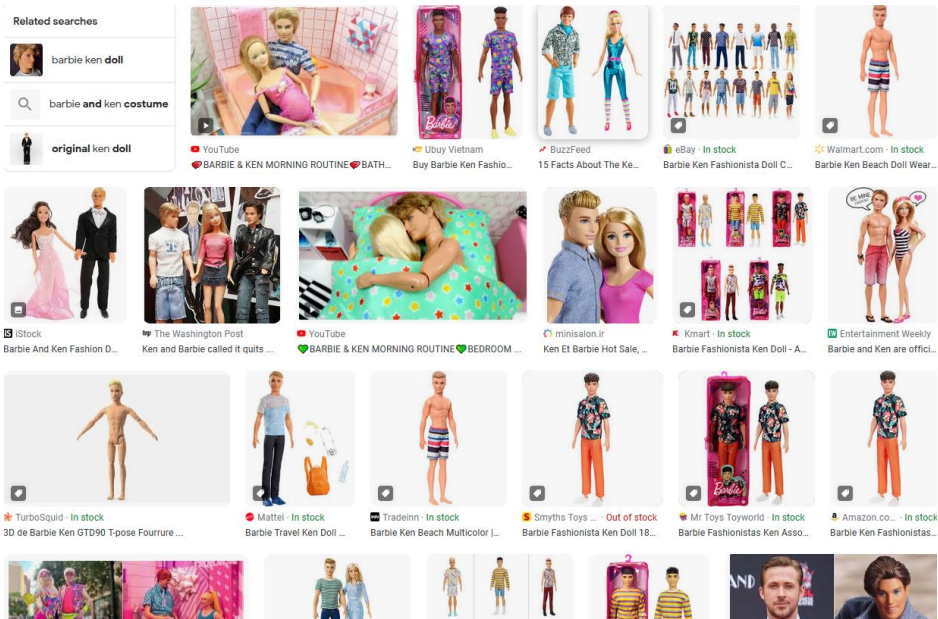 Related searches
barbie ken doll
barbie and ken costume
original ken doll
YouTube
BARBIE & KEN MORNING ROUTINE BATH...
Barbie
Ubuy Vietnam
Buy Barbie Ken Fashio...
BuzzFeed
15 Facts About The Ke...
eBay · In stock
Barbie Ken Fashionista Doll C...
Walmart.com · In stock
Barbie Ken Beach Doll Wear...
iStock
Barbie And Ken Fashion D...
The Washington Post
Ken and Barbie called it quits ...
YouTube
BARBIE & KEN MORNING ROUTINE BEDROOM ...
minisalon.ir
Ken Et Barbie Hot Sale, ...
Kmart · In stock
Barbie Fashionista Ken Doll - A...
BE MINE
Entertainment Weekly
Barbie and Ken are offici...
TurboSquid · In stock
3D de Barbie Ken GTD90 T-pose Fourrure ...
Mattel · In stock
Barbie Travel Ken Doll ...
Tradeinn · In stock
Barbie Ken Beach Multicolor |...
Smyths Toys ... · Out of stock
Barbie Fashionista Ken Doll 18...
Barbie
Mr Toys Toyworld · In stock
Barbie Fashionistas Ken Asso...
Amazon.co... · In stock
Barbie Ken Fashionistas...
AND